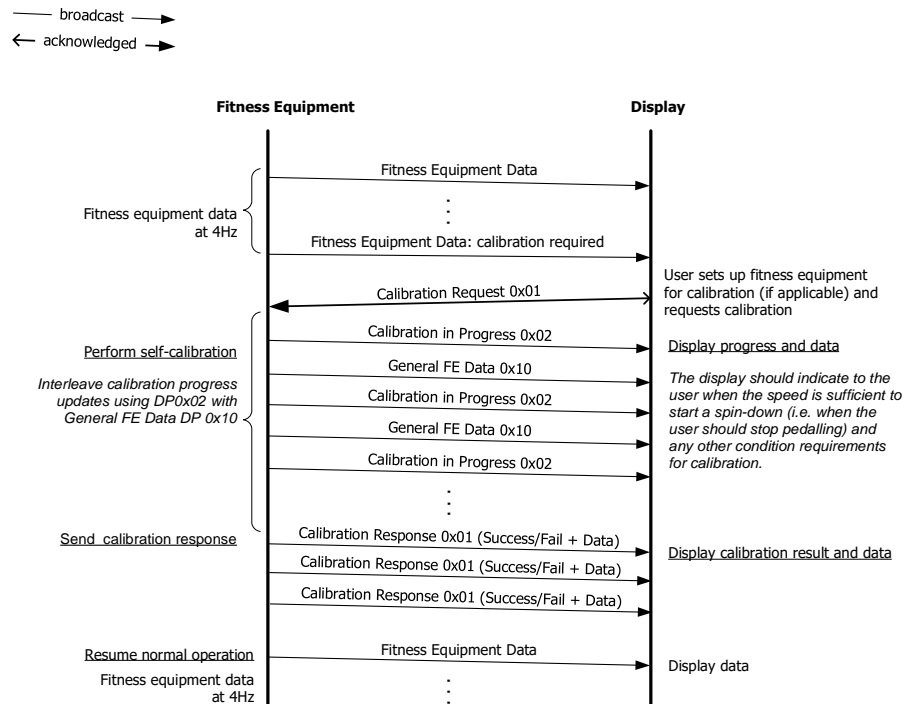 broadcast
acknowledged
Fitness Equipment
Display
Fitness Equipment Data
Fitness equipment data
at 4Hz
Fitness Equipment Data: calibration required
Calibration Request 0x01
User sets up fitness equipment
for calibration (if applicable) and
requests calibration
Calibration in Progress 0x02
Perform self-calibration
Display progress and data
General FE Data 0x10
Interleave calibration progress
updates using DP0x02 with
General FE Data DP 0x10
The display should indicate to the
user when the speed is sufficient to
start a spin-down (i.e. when the
user should stop pedalling) and
any other condition requirements
for calibration.
Calibration in Progress 0x02
General FE Data 0x10
Calibration in Progress 0x02
Send calibration response
Calibration Response 0x01 (Success/Fail + Data)
Display calibration result and data
Calibration Response 0x01 (Success/Fail + Data)
Calibration Response 0x01 (Success/Fail + Data)
Resume normal operation
Fitness Equipment Data
Display data
Fitness equipment data
at 4Hz